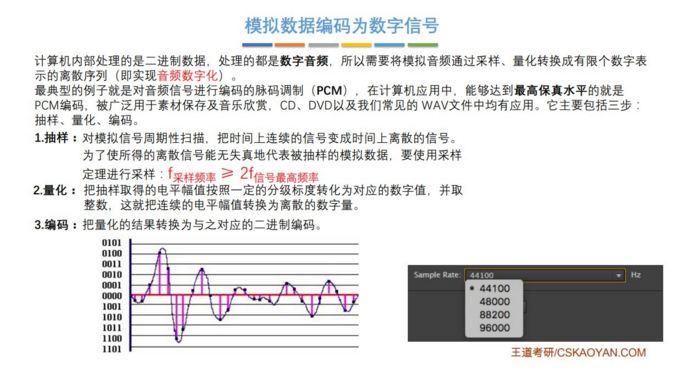 模拟数据编码为数字信号
计算机内部处理的是二进制数据，处理的都是数字音频，所以需要将模拟音频通过采样、量化转换成有限个数字表
示的离散序列（即实现音频数字化）。
最典型的例子就是对音频信号进行编码的脉码调制（PCM），在计算机应用中，能够达到最高保真水平的就是
PCM编码，被广泛用于素材保存及音乐欣赏，CD、DVD以及我们常见的 WAV文件中均有应用。它主要包括三步：
抽样、量化、编码。
1.抽样：对模拟信号周期性扫描，把时间上连续的信号变成时间上离散的信号。
为了使所得的离散信号能无失真地代表被抽样的模拟数据，要使用采样
定理进行采样：f采样频率 ≥ 2f信号最高频率
2.量化：把抽样取得的电平幅值按照一定的分级标度转化为对应的数字值，并取
整数，这就把连续的电平幅值转换为离散的数字量。
3.编码：把量化的结果转换为与之对应的二进制编码。
0101
0100
0011
0010
0001
0000
1001
1010
1011
1100
1101
Sample Rate: 44100 Hz
44100
48000
88200
96000
王道考研/CSKAOYAN.COM